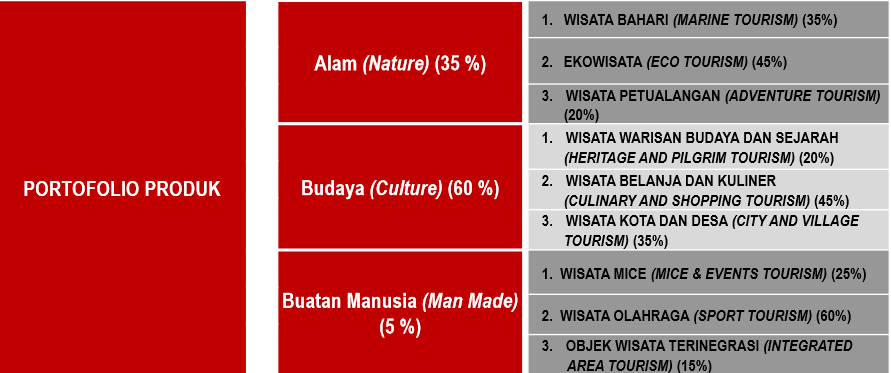 PORTOFOLIO PRODUK
Alam (Nature) (35 %)
1. WISATA BAHARI (MARINE TOURISM) (35%)
2. EKOWISATA (ECO TOURISM) (45%)
3. WISATA PETUALANGAN (ADVENTURE TOURISM)
(20%)
Budaya (Culture) (60 %)
1. WISATA WARISAN BUDAYA DAN SEJARAH
(HERITAGE AND PILGRIM TOURISM) (20%)
2. WISATA BELANJA DAN KULINER
(CULINARY AND SHOPPING TOURISM) (45%)
3. WISATA KOTA DAN DESA (CITY AND VILLAGE
TOURISM) (35%)
Buatan Manusia (Man Made)
(5 %)
1. WISATA MICE (MICE & EVENTS TOURISM) (25%)
2. WISATA OLAHRAGA (SPORT TOURISM) (60%)
3. OBJEK WISATA TERINEGRASI (INTEGRATED
AREA TOURISM) (15%)